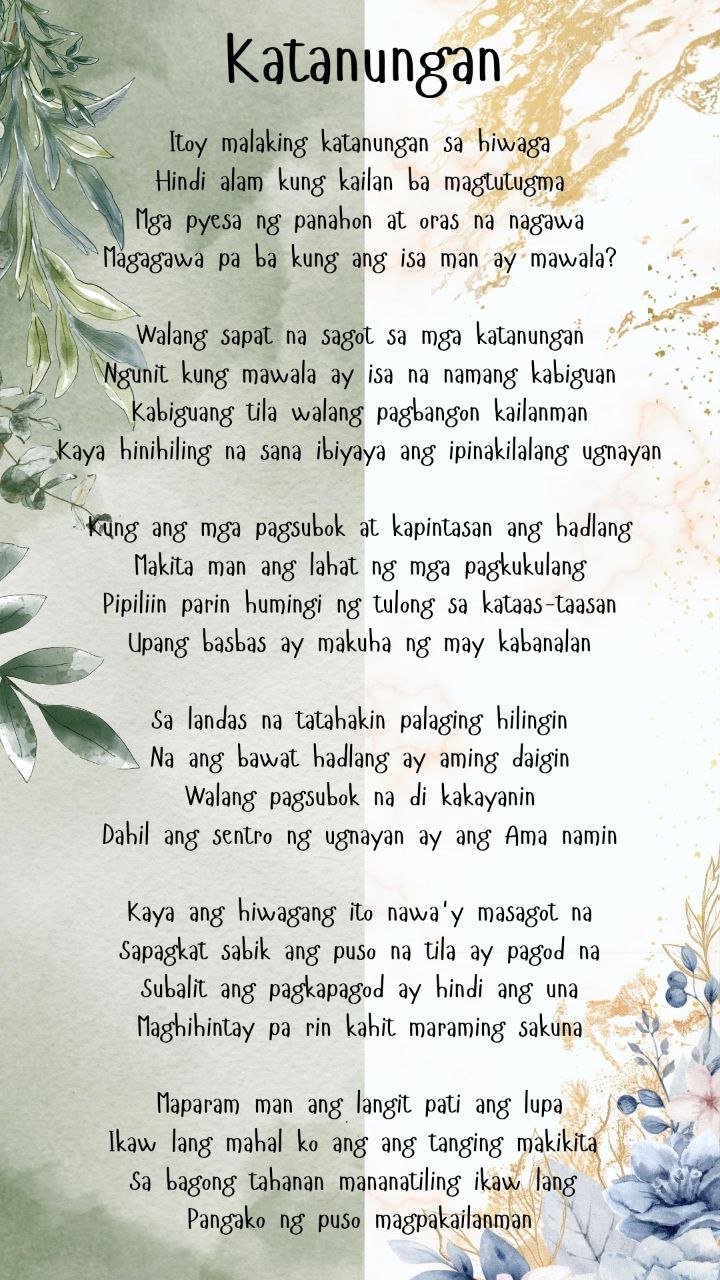 Katanungan
Itoy malaking katanungan sa hiwaga
Hindi alam kung kailan ba magtutugma
Mga pyesa ng panahon at oras na nagawa
Magagawa pa ba kung ang isa man ay mawala?
Walang sapat na sagot sa mga katanungan
Ngunit kung mawala ay isa na namang kabiguan
Kabiguang tila walang pagbangon kailanman
Kaya hinihiling na sana ibiyaya ang ipinakilalang ugnayan
Kung ang mga pagsubok at kapintasan ang hadlang
Makita man ang lahat ng mga pagkukulang
Pipiliin parin humingi ng tulong sa kataas-taasan
Upang basbas ay makuha ng may kabanalan
Sa landas na tatahakin palaging hilingin
Na ang bawat hadlang ay aming daigin
Walang pagsubok na di kakayanin
Dahil ang sentro ng ugnayan ay ang Ama namin
Kaya ang hiwagang ito nawa'y masagot na
Sapagkat sabik ang puso na tila ay pagod na
Subalit ang pagkapagod ay hindi ang una
Maghihintay pa rin kahit maraming sakuna
Maparam man ang langit pati ang lupa
Ikaw lang mahal ko ang ang tanging makikita
Sa bagong tahanan mananatiling ikaw lang
Pangako ng puso magpakailanman